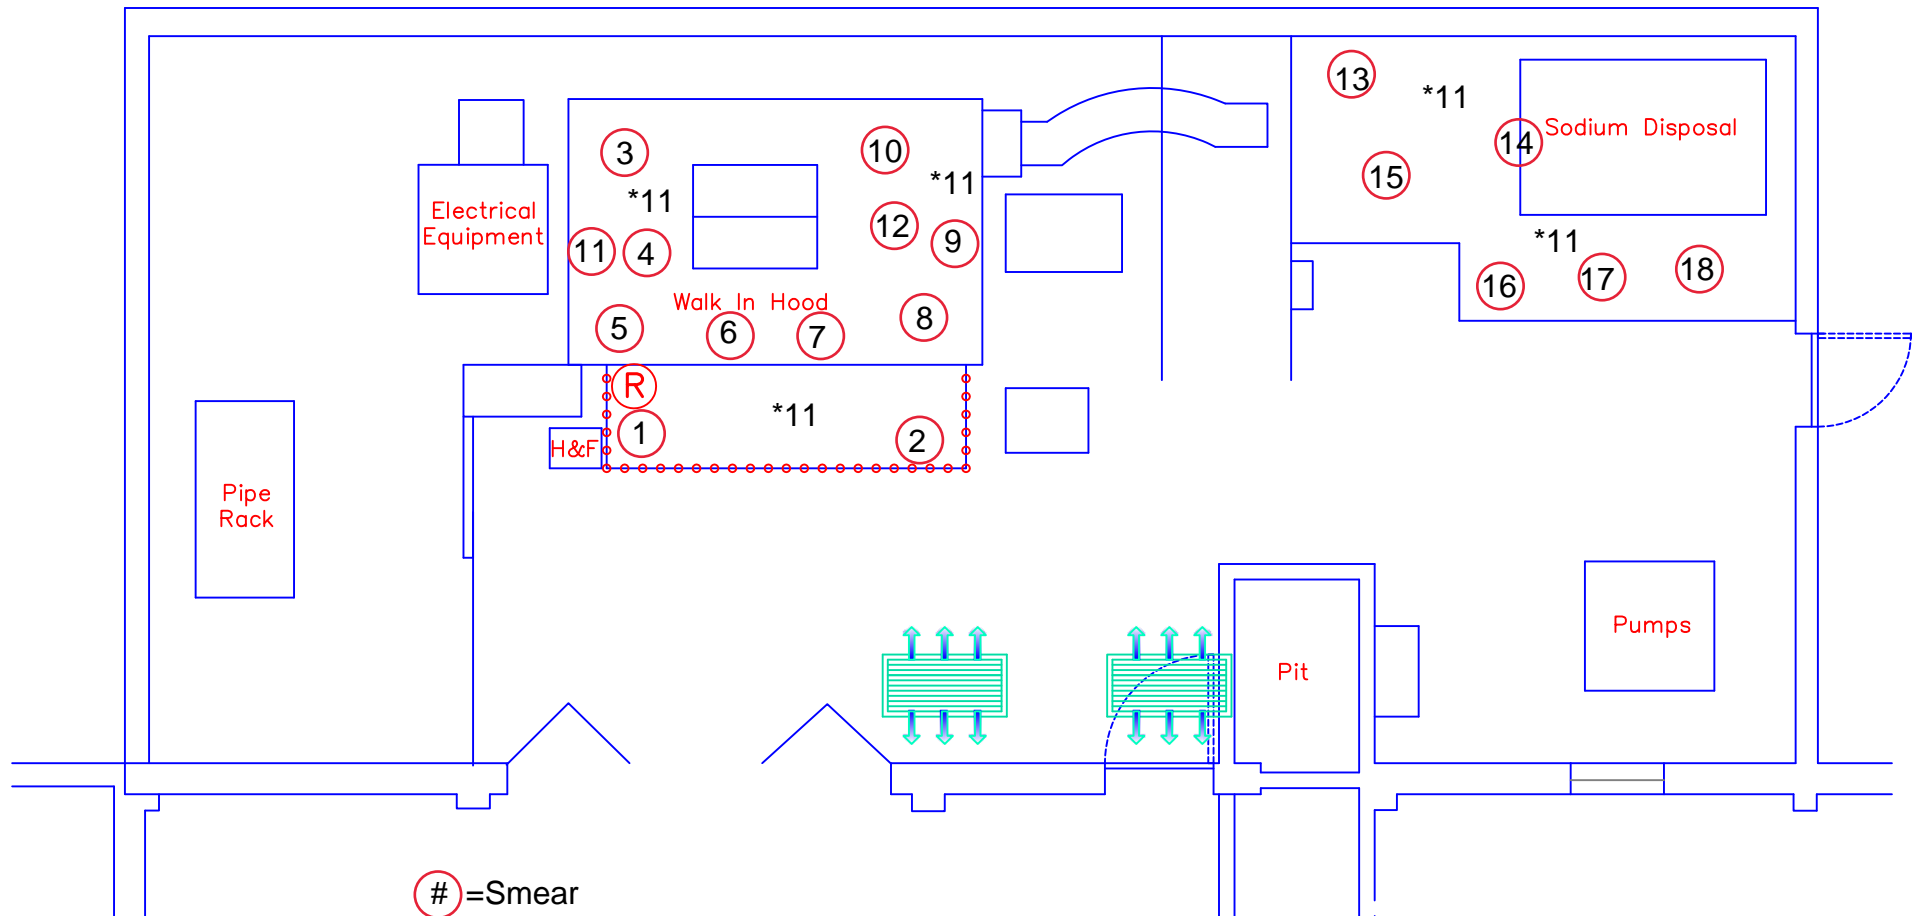 13
*11
Sodium Disposal
14
3
10
15
*11
*11
Electrical
Equipment
12
11
4
9
*11
16
17
18
Walk In Hood
5
6
7
8
R
1
*11
2
H&F
Pipe
Rack
Pumps
Pit
# =Smear